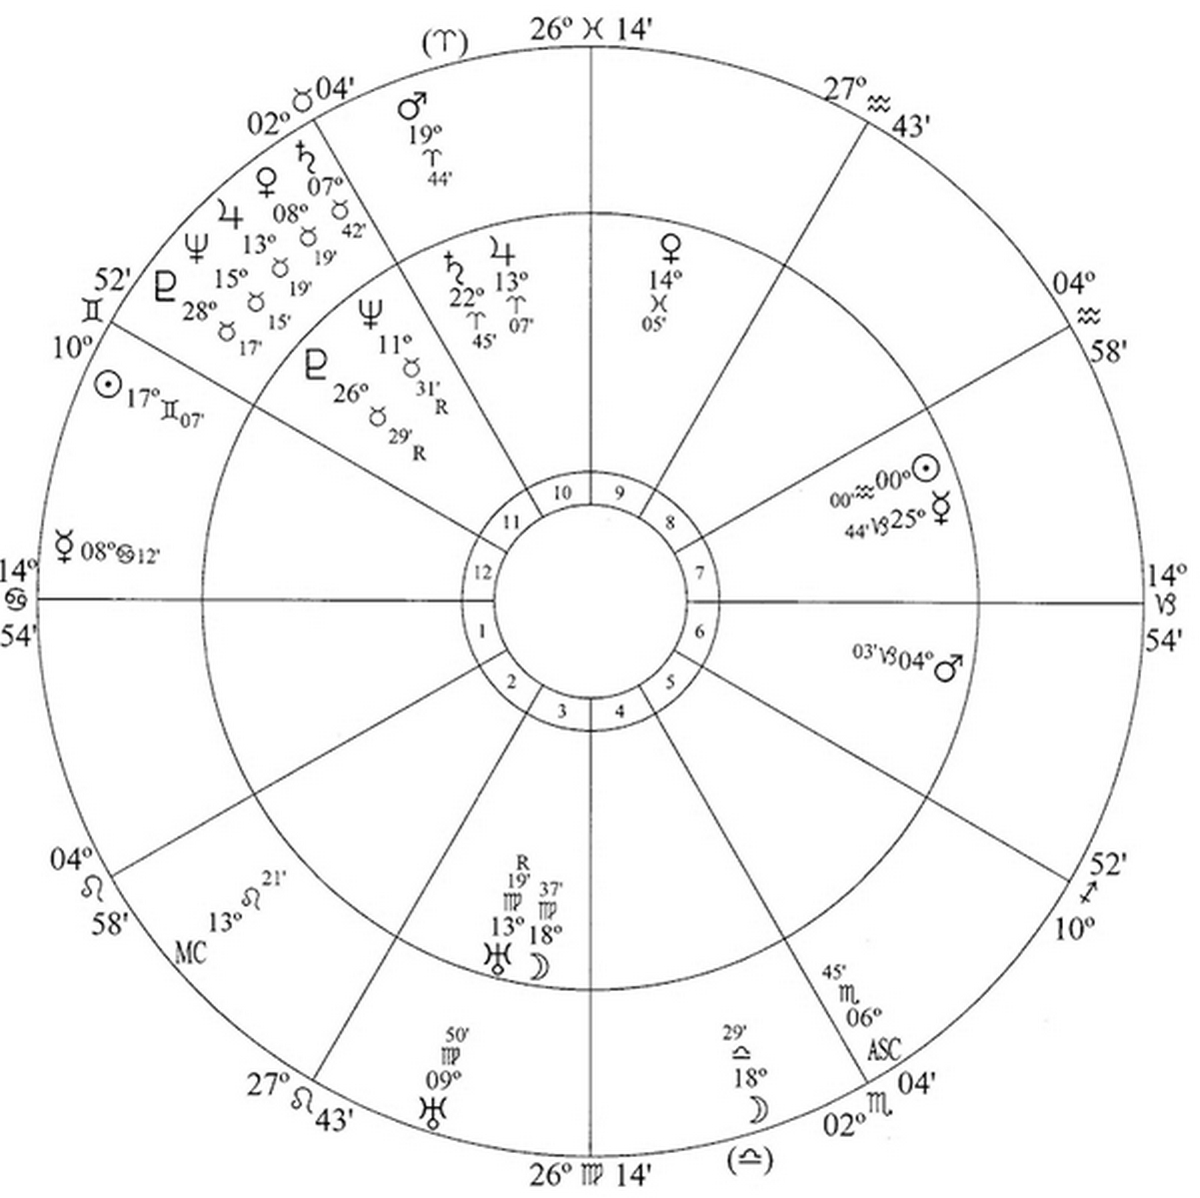 26° ♓ 14'
(♈)
27° ♒ 43'
02° ♉ 04'
♂ 19° ♈ 44'
♄ 07° ♉ 42'
♀ 08° ♉ 19'
♃ 13° ♉ 19'
♆ 15° ♉ 15'
♇ 28° ♉ 17'
04° ♒ 58'
52' ♊ 10°
☉ 17° ♊ 07'
☿ 08° ♋ 12'
♀ 14° ♓ 05'
♃ 13° ♈ 07'
♄ 22° ♈ 45'
♆ 11° ♉ 31' R
♇ 26° ♉ 29' R
00' ♒ 00° ☉
44' ♑ 25° ☿
14° ♋ 54'
14° ♑ 54'
10
9
11
8
12
7
1
6
2
5
3
4
03' ♑ 04° ♂
04° ♌ 58'
52' ♐ 10°
MC 13° ♌ 21'
R 19' ♍ 13° ♅
37' ♍ 18° ☽
45' ♏ 06° ASC
50' ♍ 09° ♅
29' ♎ 18° ☽
27° ♌ 43'
02° ♏ 04'
(♎)
26° ♍ 14'